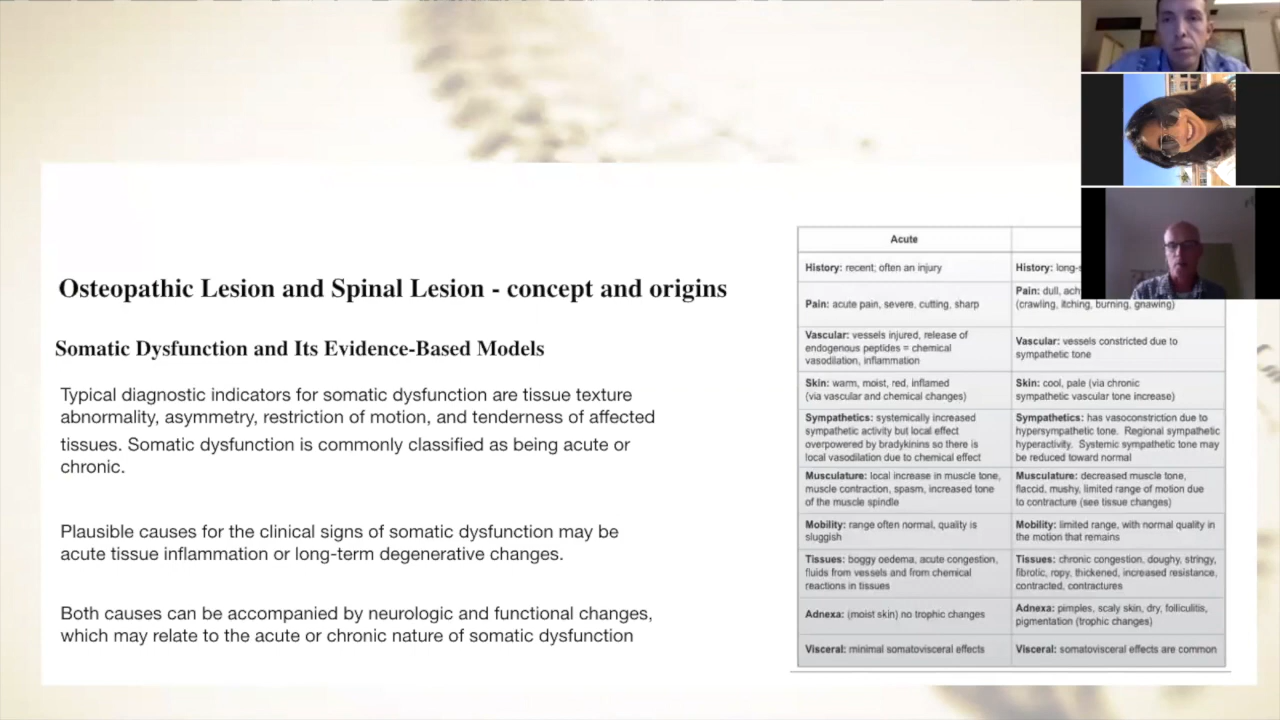 Osteopathic Lesion and Spinal Lesion - concept and origins
Somatic Dysfunction and Its Evidence-Based Models
Typical diagnostic indicators for somatic dysfunction are tissue texture
abnormality, asymmetry, restriction of motion, and tenderness of affected
tissues. Somatic dysfunction is commonly classified as being acute or
chronic.
Plausible causes for the clinical signs of somatic dysfunction may be
acute tissue inflammation or long-term degenerative changes.
Both causes can be accompanied by neurologic and functional changes,
which may relate to the acute or chronic nature of somatic dysfunction
Acute
History: recent; often an injury
History:
Pain: acute pain, severe, cutting, sharp
Pain: dull,
(crawling, itching, burning, gnawing)
Vascular: vessels injured, release of
endogenous peptides = chemical
vasodilation, inflammation
Vascular: vessels constricted due to
sympathetic tone
Skin: warm, moist, red, inflamed
(via vascular and chemical changes)
Skin: cool, pale (via chronic
sympathetic vascular tone increase)
Sympathetics: systemically increased
sympathetic activity but local effect
overpowered by bradykinins so there is
local vasodilation due to chemical effect
Sympathetics: has vasoconstriction due to
hypersympathetic tone. Regional sympathetic
hyperactivity. Systemic sympathetic tone may
be reduced toward normal
Musculature: local increase in muscle tone,
muscle contraction, spasm, increased tone
of the muscle spindle
Musculature: decreased muscle tone,
flaccid, mushy, limited range of motion due
to contracture (see tissue changes)
Mobility: range often normal, quality is
sluggish
Mobility: limited range, with normal quality in
the motion that remains
Tissues: boggy oedema, acute congestion,
fluids from vessels and from chemical
reactions in tissues
Tissues: chronic congestion, doughy, stringy,
fibrotic, ropy, thickened, increased resistance,
contracted, contractures
Adnexa: (moist skin) no trophic changes
Adnexa: pimples, scaly skin, dry, folliculitis,
pigmentation (trophic changes)
Visceral: minimal somatovisceral effects
Visceral: somatovisceral effects are common